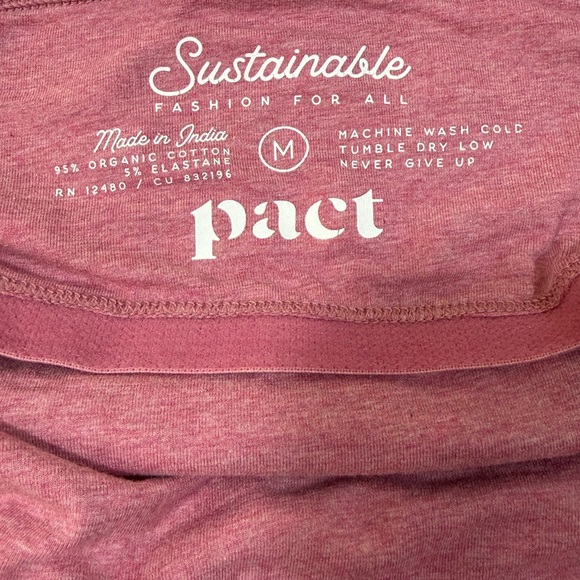 Sustainable
FASHION FOR ALL
Made in India
95% ORGANIC COTTON
5% ELASTANE
RN 12480 / CU 832196
M
MACHINE WASH COLD
TUMBLE DRY LOW
NEVER GIVE UP
pact